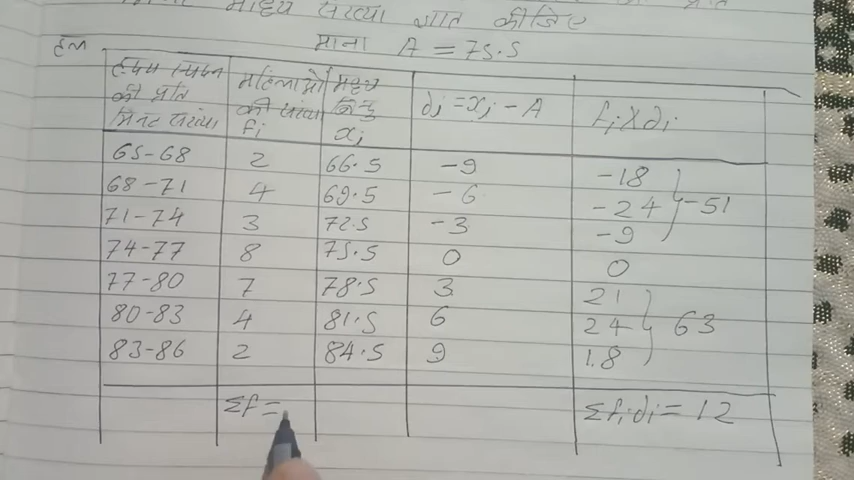 माध्य संख्या ज्ञात कीजिए
हल माना A = 75.5
हृदय स्पंदन की प्रति मिनट संख्या | महिलाओं की संख्या fi | मध्य बिन्दु xi | di = xi - A | fi X di
65-68 2 66.5 -9 -18
68-71 4 69.5 -6 -24 } -51
71-74 3 72.5 -3 -9
74-77 8 75.5 0 0
77-80 7 78.5 3 21
80-83 4 81.5 6 24 } 63
83-86 2 84.5 9 1.8
Σf = Σfidi = 12